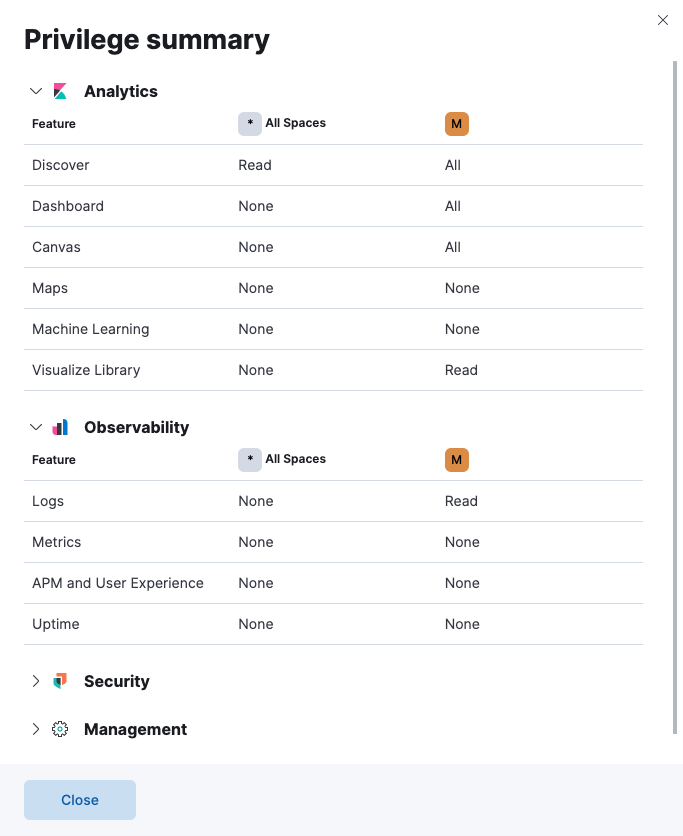 Privilege summary
Analytics
Feature * All Spaces M
Discover Read All
Dashboard None All
Canvas None All
Maps None None
Machine Learning None None
Visualize Library None Read
Observability
Feature * All Spaces M
Logs None Read
Metrics None None
APM and User Experience None None
Uptime None None
Security
Management
Close